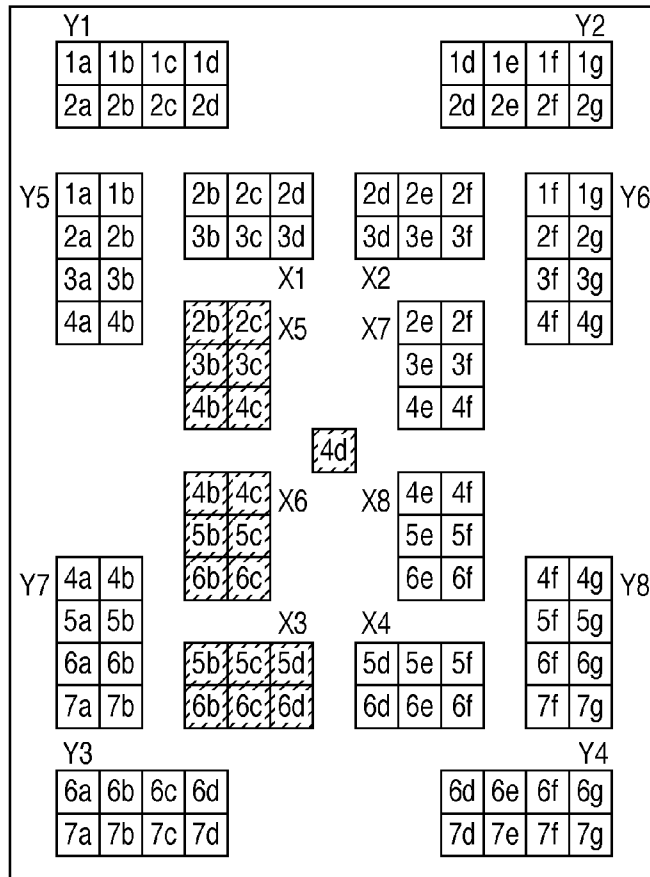 Y1 Y2
1a 1b 1c 1d 1d 1e 1f 1g
2a 2b 2c 2d 2d 2e 2f 2g
Y5 1a 1b 2b 2c 2d 2d 2e 2f 1f 1g Y6
2a 2b 3b 3c 3d 3d 3e 3f 2f 2g
3a 3b X1 X2 3f 3g
4a 4b 2b 2c X5 X7 2e 2f 4f 4g
3b 3c 3e 3f
4b 4c 4e 4f
4d
4b 4c X6 X8 4e 4f
5b 5c 5e 5f
Y7 4a 4b 6b 6c 6e 6f 4f 4g Y8
5a 5b X3 X4 5f 5g
6a 6b 5b 5c 5d 5d 5e 5f 6f 6g
7a 7b 6b 6c 6d 6d 6e 6f 7f 7g
Y3 Y4
6a 6b 6c 6d 6d 6e 6f 6g
7a 7b 7c 7d 7d 7e 7f 7g